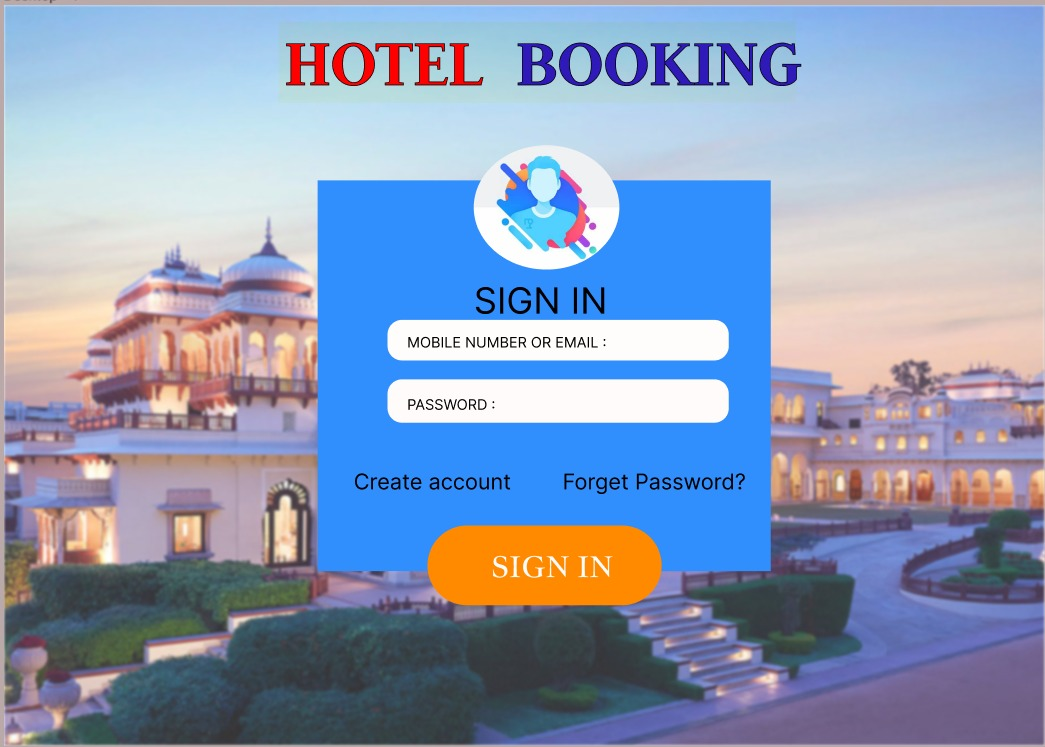 HOTEL BOOKING
SIGN IN
MOBILE NUMBER OR EMAIL :
PASSWORD :
Create account Forget Password?
SIGN IN